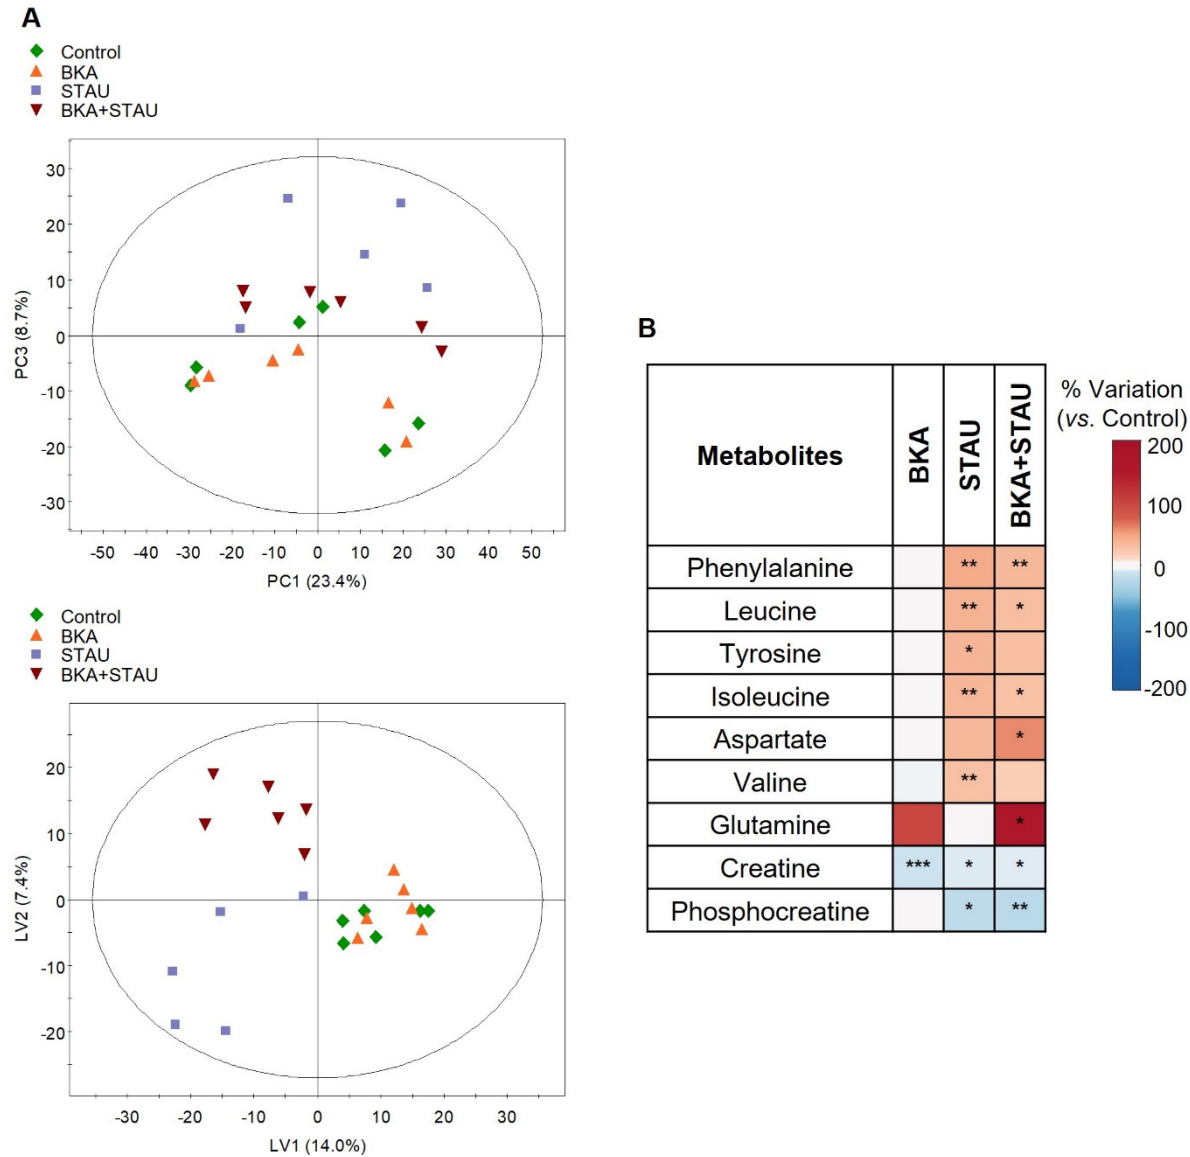 A
Control
BKA
STAU
BKA+STAU
30
20
10
0
-10
-20
-30
PC3 (8.7%)
-50 -40 -30 -20 -10 0 10 20 30 40 50
PC1 (23.4%)
Control
BKA
STAU
BKA+STAU
20
10
0
-10
-20
LV2 (7.4%)
-30 -20 -10 0 10 20 30
LV1 (14.0%)
B
Metabolites BKA STAU BKA+STAU
Phenylalanine ** **
Leucine ** *
Tyrosine *
Isoleucine ** *
Aspartate *
Valine **
Glutamine *
Creatine *** * *
Phosphocreatine * **
% Variation
(vs. Control)
200
100
0
-100
-200